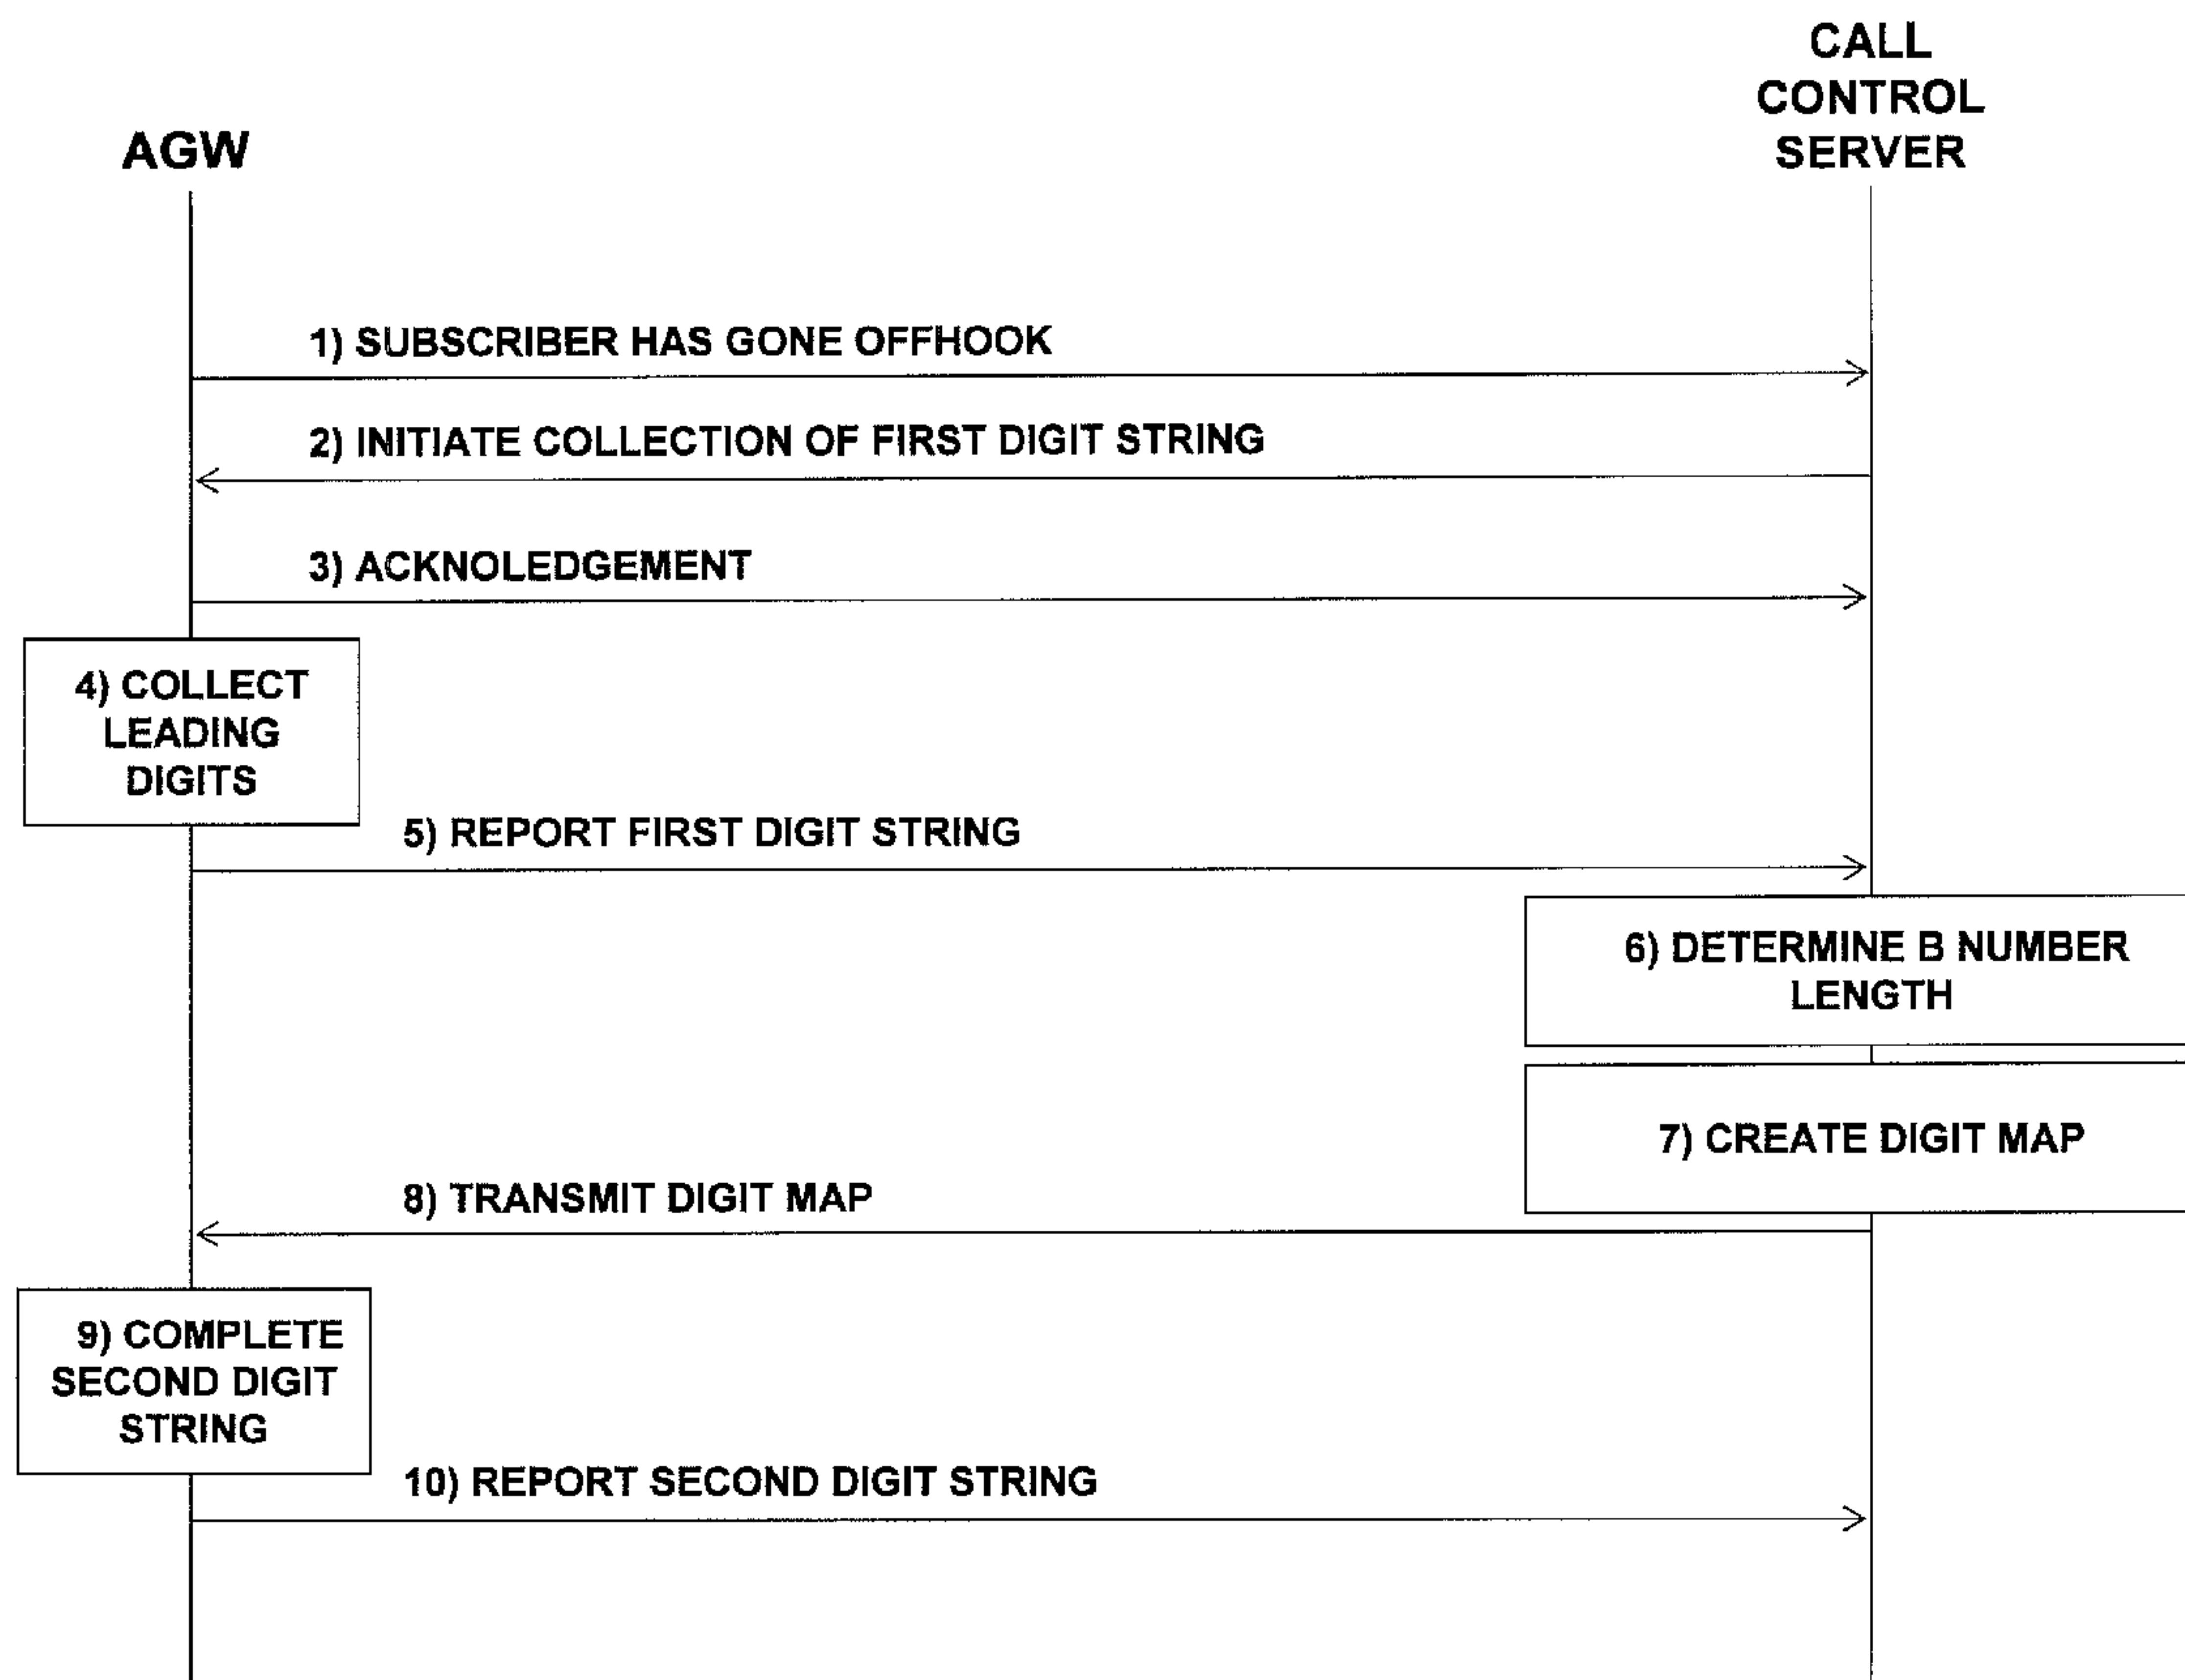 CALL
CONTROL
SERVER
AGW
1) SUBSCRIBER HAS GONE OFFHOOK
2) INITIATE COLLECTION OF FIRST DIGIT STRING
3) ACKNOLEDGEMENT
4) COLLECT
LEADING
DIGITS
5) REPORT FIRST DIGIT STRING
6) DETERMINE B NUMBER
LENGTH
7) CREATE DIGIT MAP
8) TRANSMIT DIGIT MAP
9) COMPLETE
SECOND DIGIT
STRING
10) REPORT SECOND DIGIT STRING